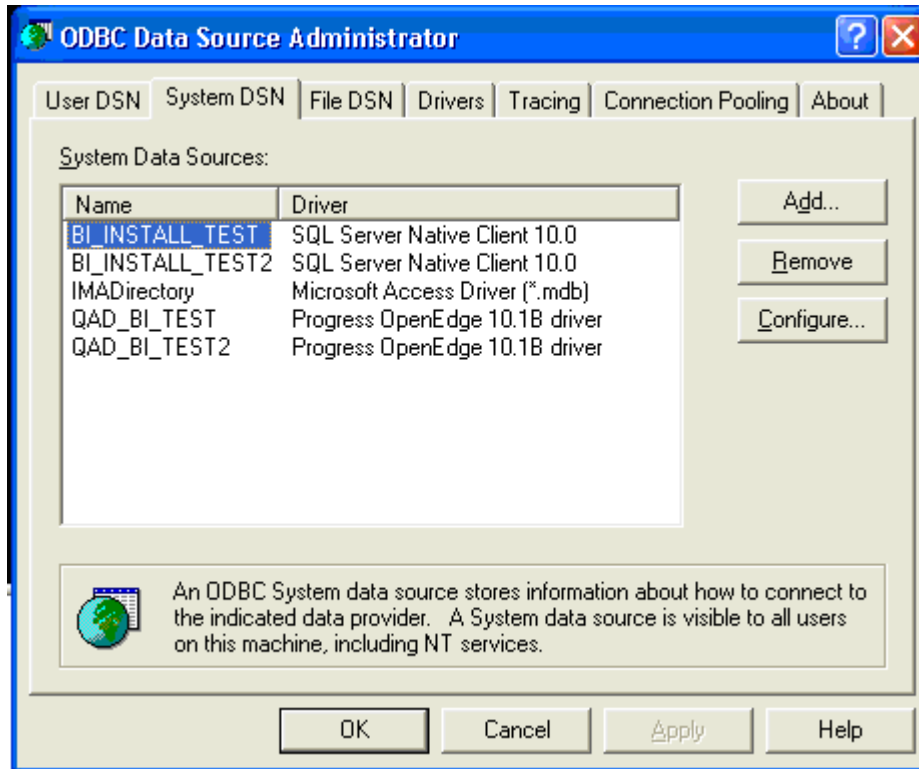 ODBC Data Source Administrator
User DSN System DSN File DSN Drivers Tracing Connection Pooling About
System Data Sources:
Name Driver
BI_INSTALL_TEST SQL Server Native Client 10.0
BI_INSTALL_TEST2 SQL Server Native Client 10.0
IMADirectory Microsoft Access Driver (*.mdb)
QAD_BI_TEST Progress OpenEdge 10.1B driver
QAD_BI_TEST2 Progress OpenEdge 10.1B driver
Add...
Remove
Configure...
An ODBC System data source stores information about how to connect to
the indicated data provider. A System data source is visible to all users
on this machine, including NT services.
OK Cancel Apply Help